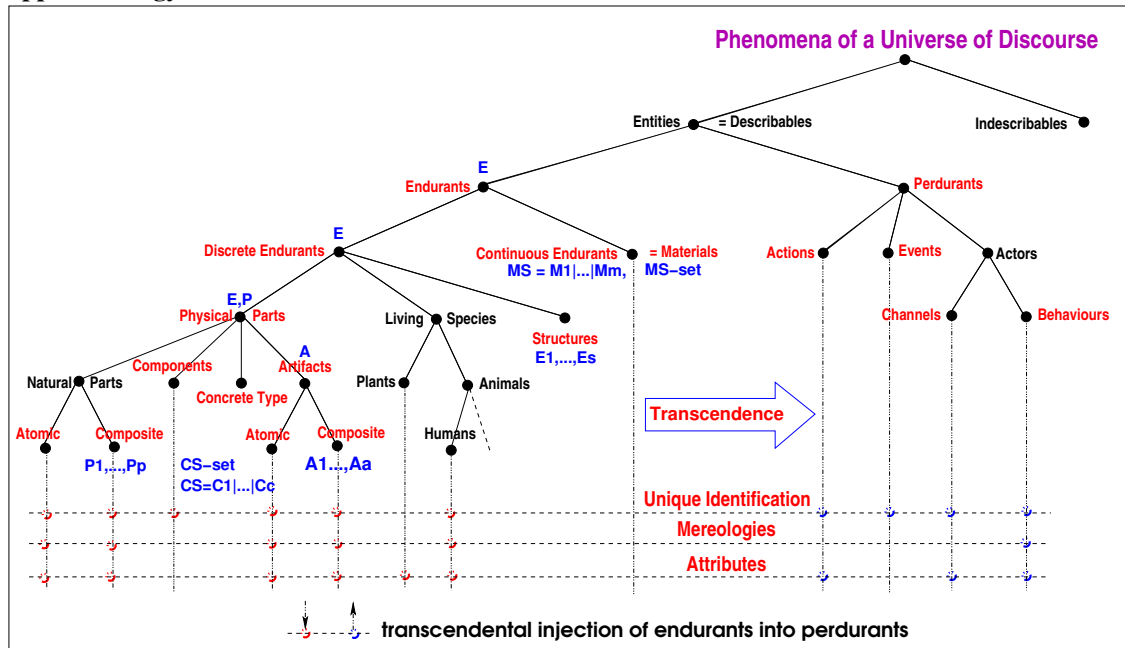 Phenomena of a Universe of Discourse
Entities = Describables
Indescribables
E
Endurants
Perdurants
E
Discrete Endurants
Continuous Endurants = Materials
Actions
Events
Actors
MS = M1|...|Mm, MS-set
E,P
Physical Parts
Living Species
Structures
E1,...,Es
Channels
Behaviours
A
Components
Artifacts
Natural Parts
Concrete Type
Plants
Animals
Transcendence
Atomic
Composite
Atomic
Composite
Humans
P1,...,Pp
CS-set
CS=C1|...|Cc
A1...,Aa
Unique Identification
Mereologies
Attributes
transcendental injection of endurants into perdurants